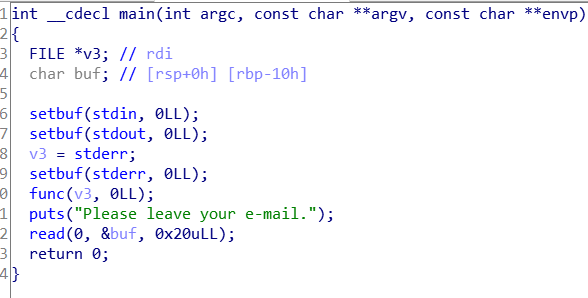 1 int __cdecl main(int argc, const char **argv, const char **envp)
2 {
3 FILE *v3; // rdi
4 char buf; // [rsp+0h] [rbp-10h]
5
6 setbuf(stdin, 0LL);
7 setbuf(stdout, 0LL);
8 v3 = stderr;
9 setbuf(stderr, 0LL);
0 func(v3, 0LL);
1 puts("Please leave your e-mail.");
2 read(0, &buf, 0x20uLL);
3 return 0;
4 }